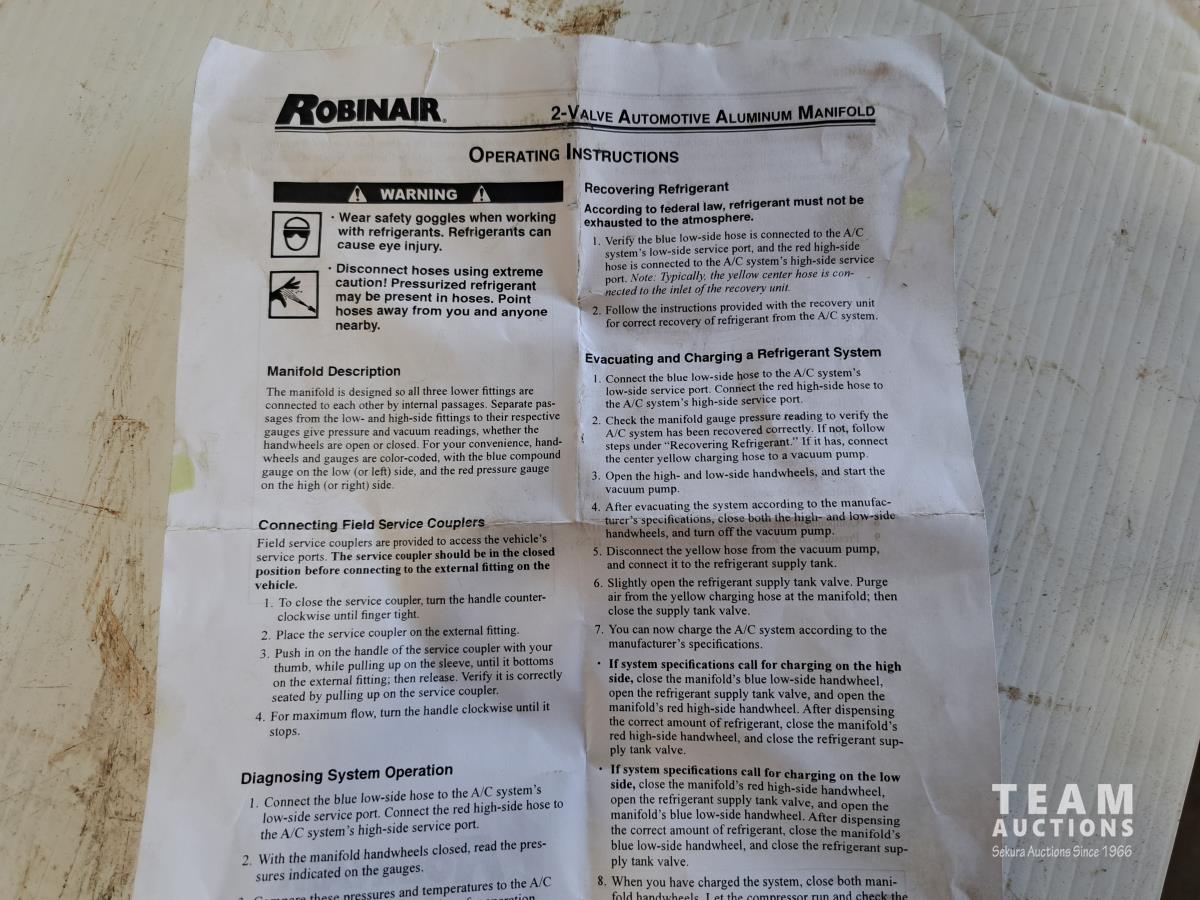 ROBINAIR®
2-VALVE AUTOMOTIVE ALUMINUM MANIFOLD
OPERATING INSTRUCTIONS
WARNING
· Wear safety goggles when working
with refrigerants. Refrigerants can
cause eye injury.
· Disconnect hoses using extreme
caution! Pressurized refrigerant
may be present in hoses. Point
hoses away from you and anyone
nearby.
Manifold Description
The manifold is designed so all three lower fittings are
connected to each other by internal passages. Separate pas-
sages from the low- and high-side fittings to their respective
gauges give pressure and vacuum readings, whether the
handwheels are open or closed. For your convenience, hand-
wheels and gauges are color-coded, with the blue compound
gauge on the low (or left) side, and the red pressure gauge
on the high (or right) side.
Connecting Field Service Couplers
Field service couplers are provided to access the vehicle's
service ports. The service coupler should be in the closed
position before connecting to the external fitting on the
vehicle.
1. To close the service coupler, turn the handle counter-
clockwise until finger tight.
2. Place the service coupler on the external fitting.
3. Push in on the handle of the service coupler with your
thumb, while pulling up on the sleeve, until it bottoms
on the external fitting; then release. Verify it is correctly
seated by pulling up on the service coupler.
4. For maximum flow, turn the handle clockwise until it
stops.
Diagnosing System Operation
1. Connect the blue low-side hose to the A/C system's
low-side service port. Connect the red high-side hose to
the A/C system's high-side service port.
2. With the manifold handwheels closed, read the pres-
sures indicated on the gauges.
3. Compare these pressures and temperatures to the A/C
Recovering Refrigerant
According to federal law, refrigerant must not be
exhausted to the atmosphere.
1. Verify the blue low-side hose is connected to the A/C
system's low-side service port, and the red high-side
hose is connected to the A/C system's high-side service
port. Note: Typically, the yellow center hose is con-
nected to the inlet of the recovery unit.
2. Follow the instructions provided with the recovery unit
for correct recovery of refrigerant from the A/C system.
Evacuating and Charging a Refrigerant System
1. Connect the blue low-side hose to the A/C system's
low-side service port. Connect the red high-side hose to
the A/C system's high-side service port.
2. Check the manifold gauge pressure reading to verify the
A/C system has been recovered correctly. If not, follow
steps under "Recovering Refrigerant." If it has, connect
the center yellow charging hose to a vacuum pump.
3. Open the high- and low-side handwheels, and start the
vacuum pump.
4. After evacuating the system according to the manufac-
turer's specifications, close both the high- and low-side
handwheels, and turn off the vacuum pump.
5. Disconnect the yellow hose from the vacuum pump,
and connect it to the refrigerant supply tank.
6. Slightly open the refrigerant supply tank valve. Purge
air from the yellow charging hose at the manifold; then
close the supply tank valve.
7. You can now charge the A/C system according to the
manufacturer's specifications.
· If system specifications call for charging on the high
side, close the manifold's blue low-side handwheel,
open the refrigerant supply tank valve, and open the
manifold's red high-side handwheel. After dispensing
the correct amount of refrigerant, close the manifold's
red high-side handwheel, and close the refrigerant sup-
ply tank valve.
· If system specifications call for charging on the low
side, close the manifold's red high-side handwheel,
open the refrigerant supply tank valve, and open the
manifold's blue low-side handwheel. After dispensing
the correct amount of refrigerant, close the manifold's
blue low-side handwheel, and close the refrigerant sup-
ply tank valve.
8. When you have charged the system, close both mani-
fold handwheels. Let the compressor run and check the
TEAM
AUCTIONS
Sekura Auctions Since 1966